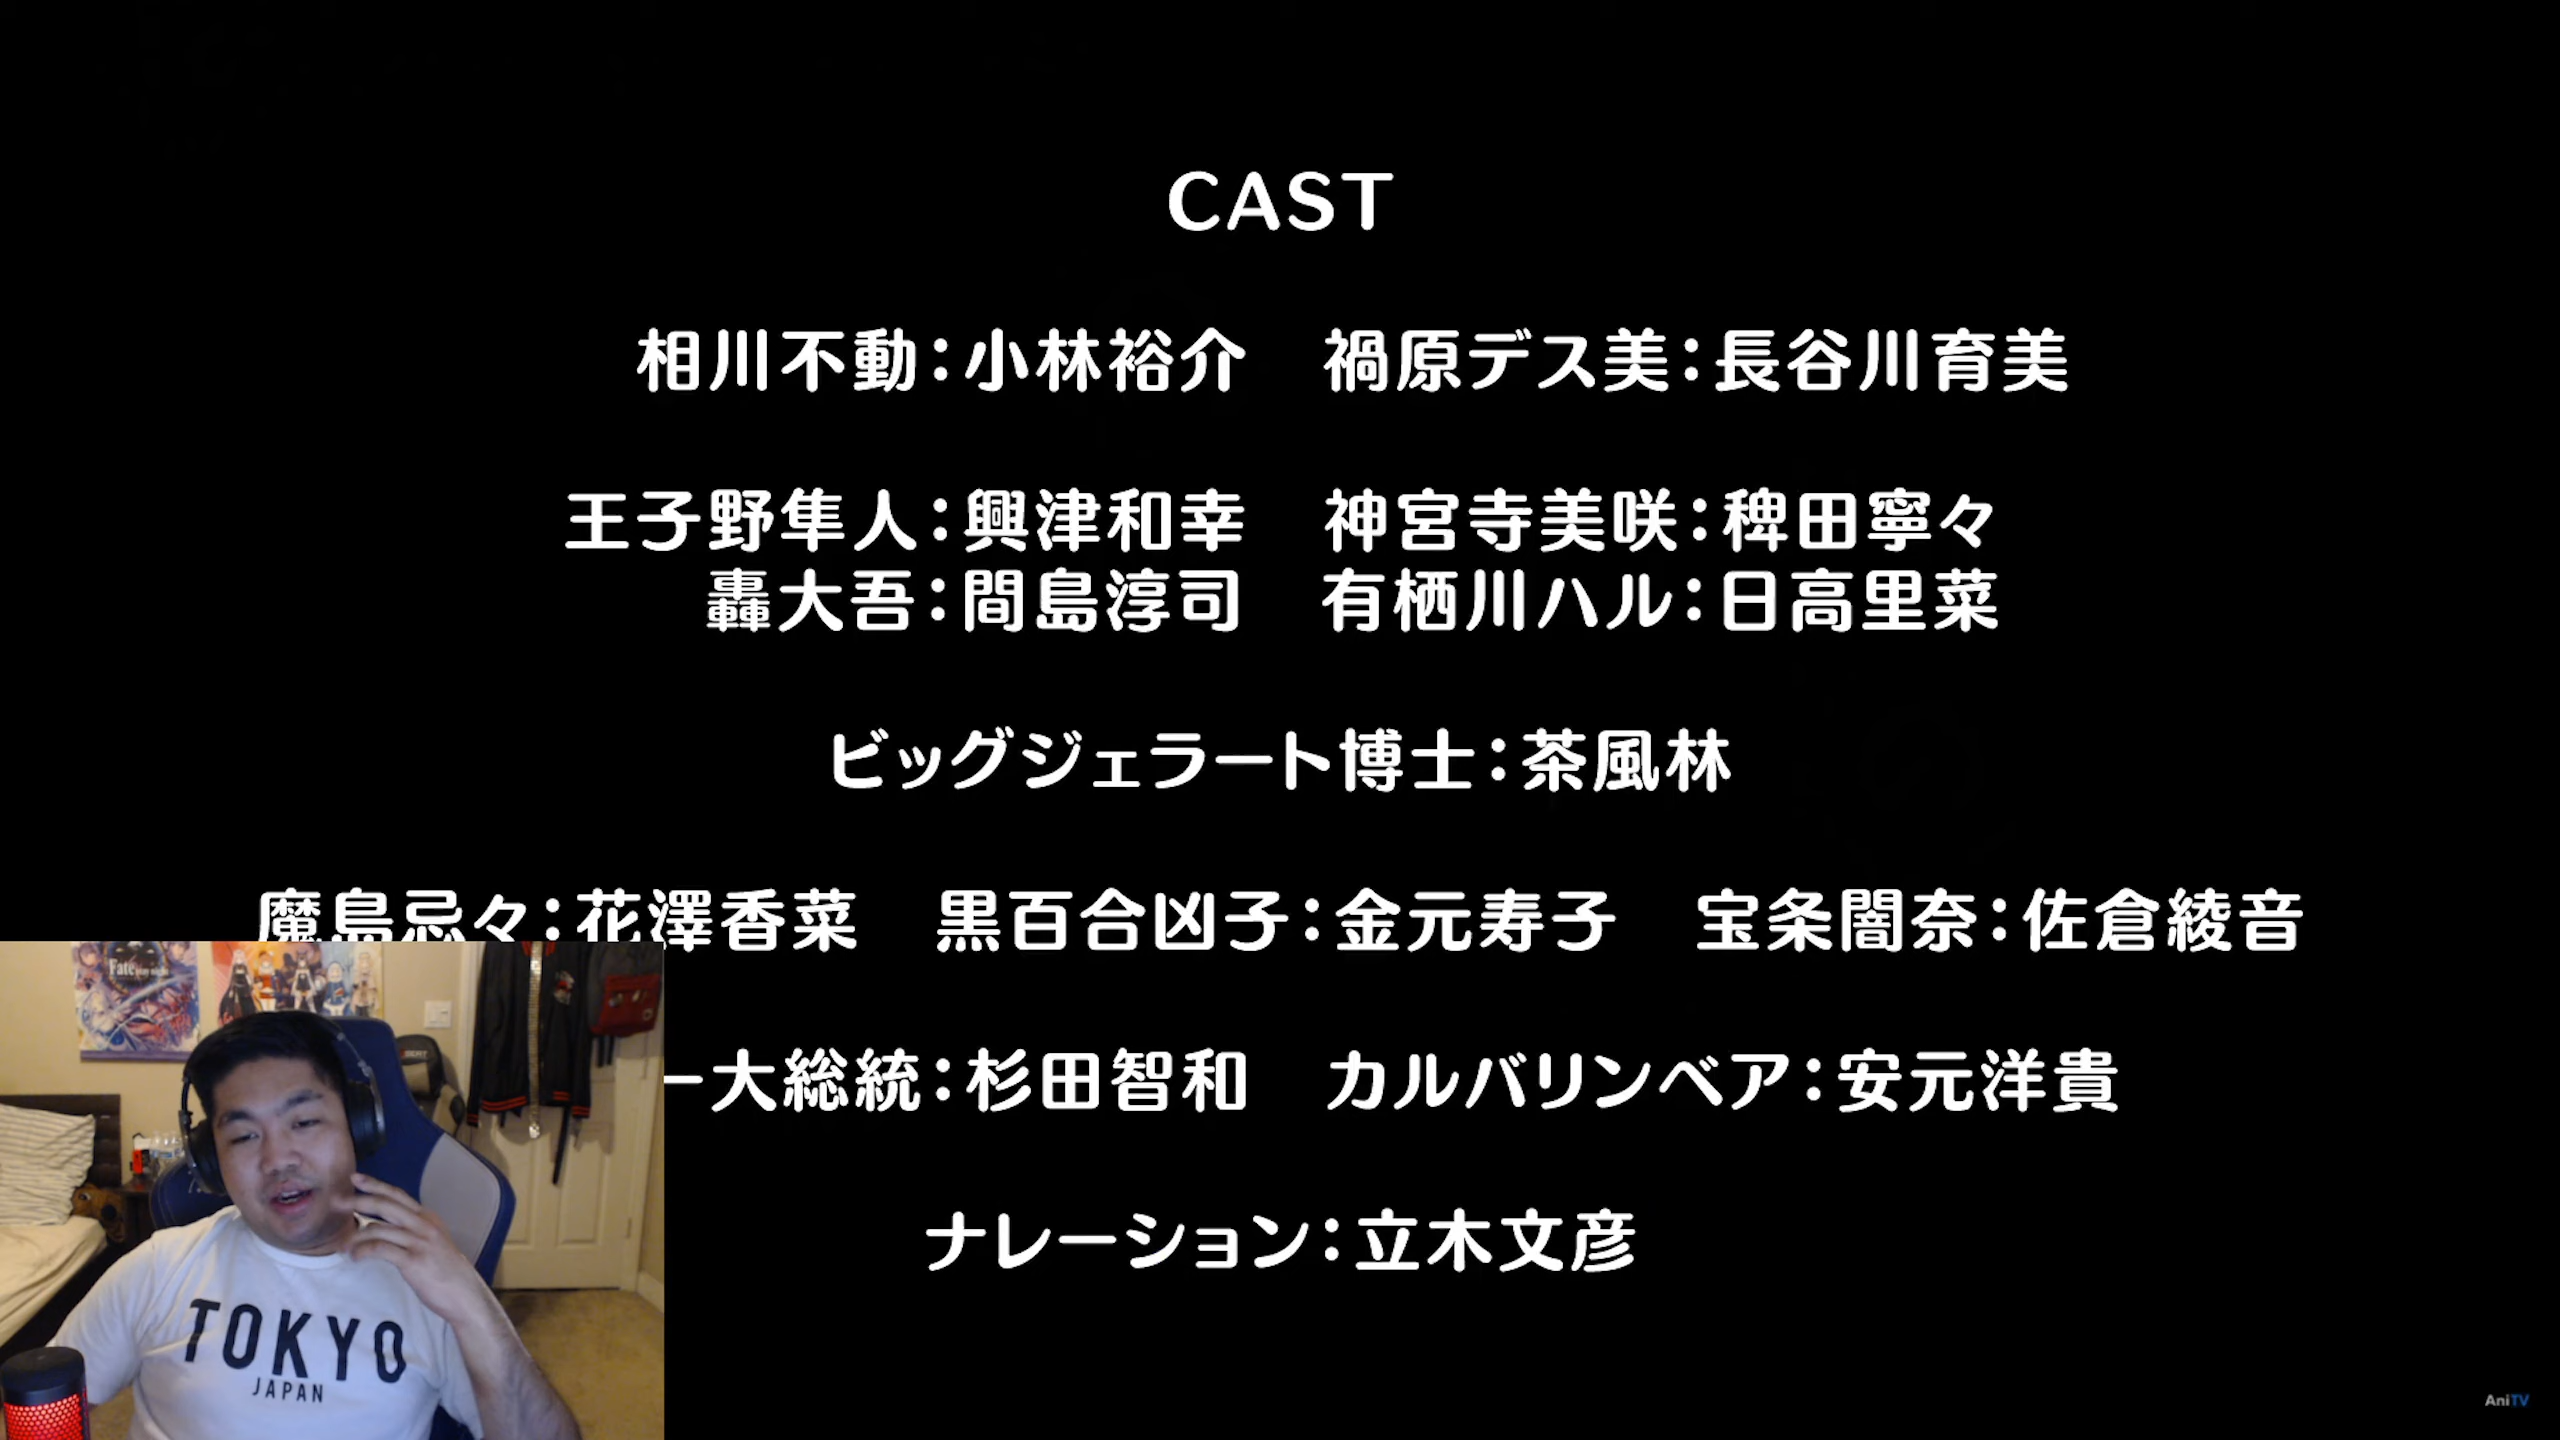 CAST
相川不動：小林裕介　禍原デス美：長谷川育美
王子野隼人：興津和幸　神宮寺美咲：稗田寧々
轟大吾：間島淳司　有栖川ハル：日高里菜
ビッグジェラート博士：茶風林
魔島忌々：花澤香菜　黒百合凶子：金元寿子　宝条闇奈：佐倉綾音
ー大総統：杉田智和　カルバリンベア：安元洋貴
ナレーション：立木文彦
Fate
TOKYO
JAPAN
AniTV